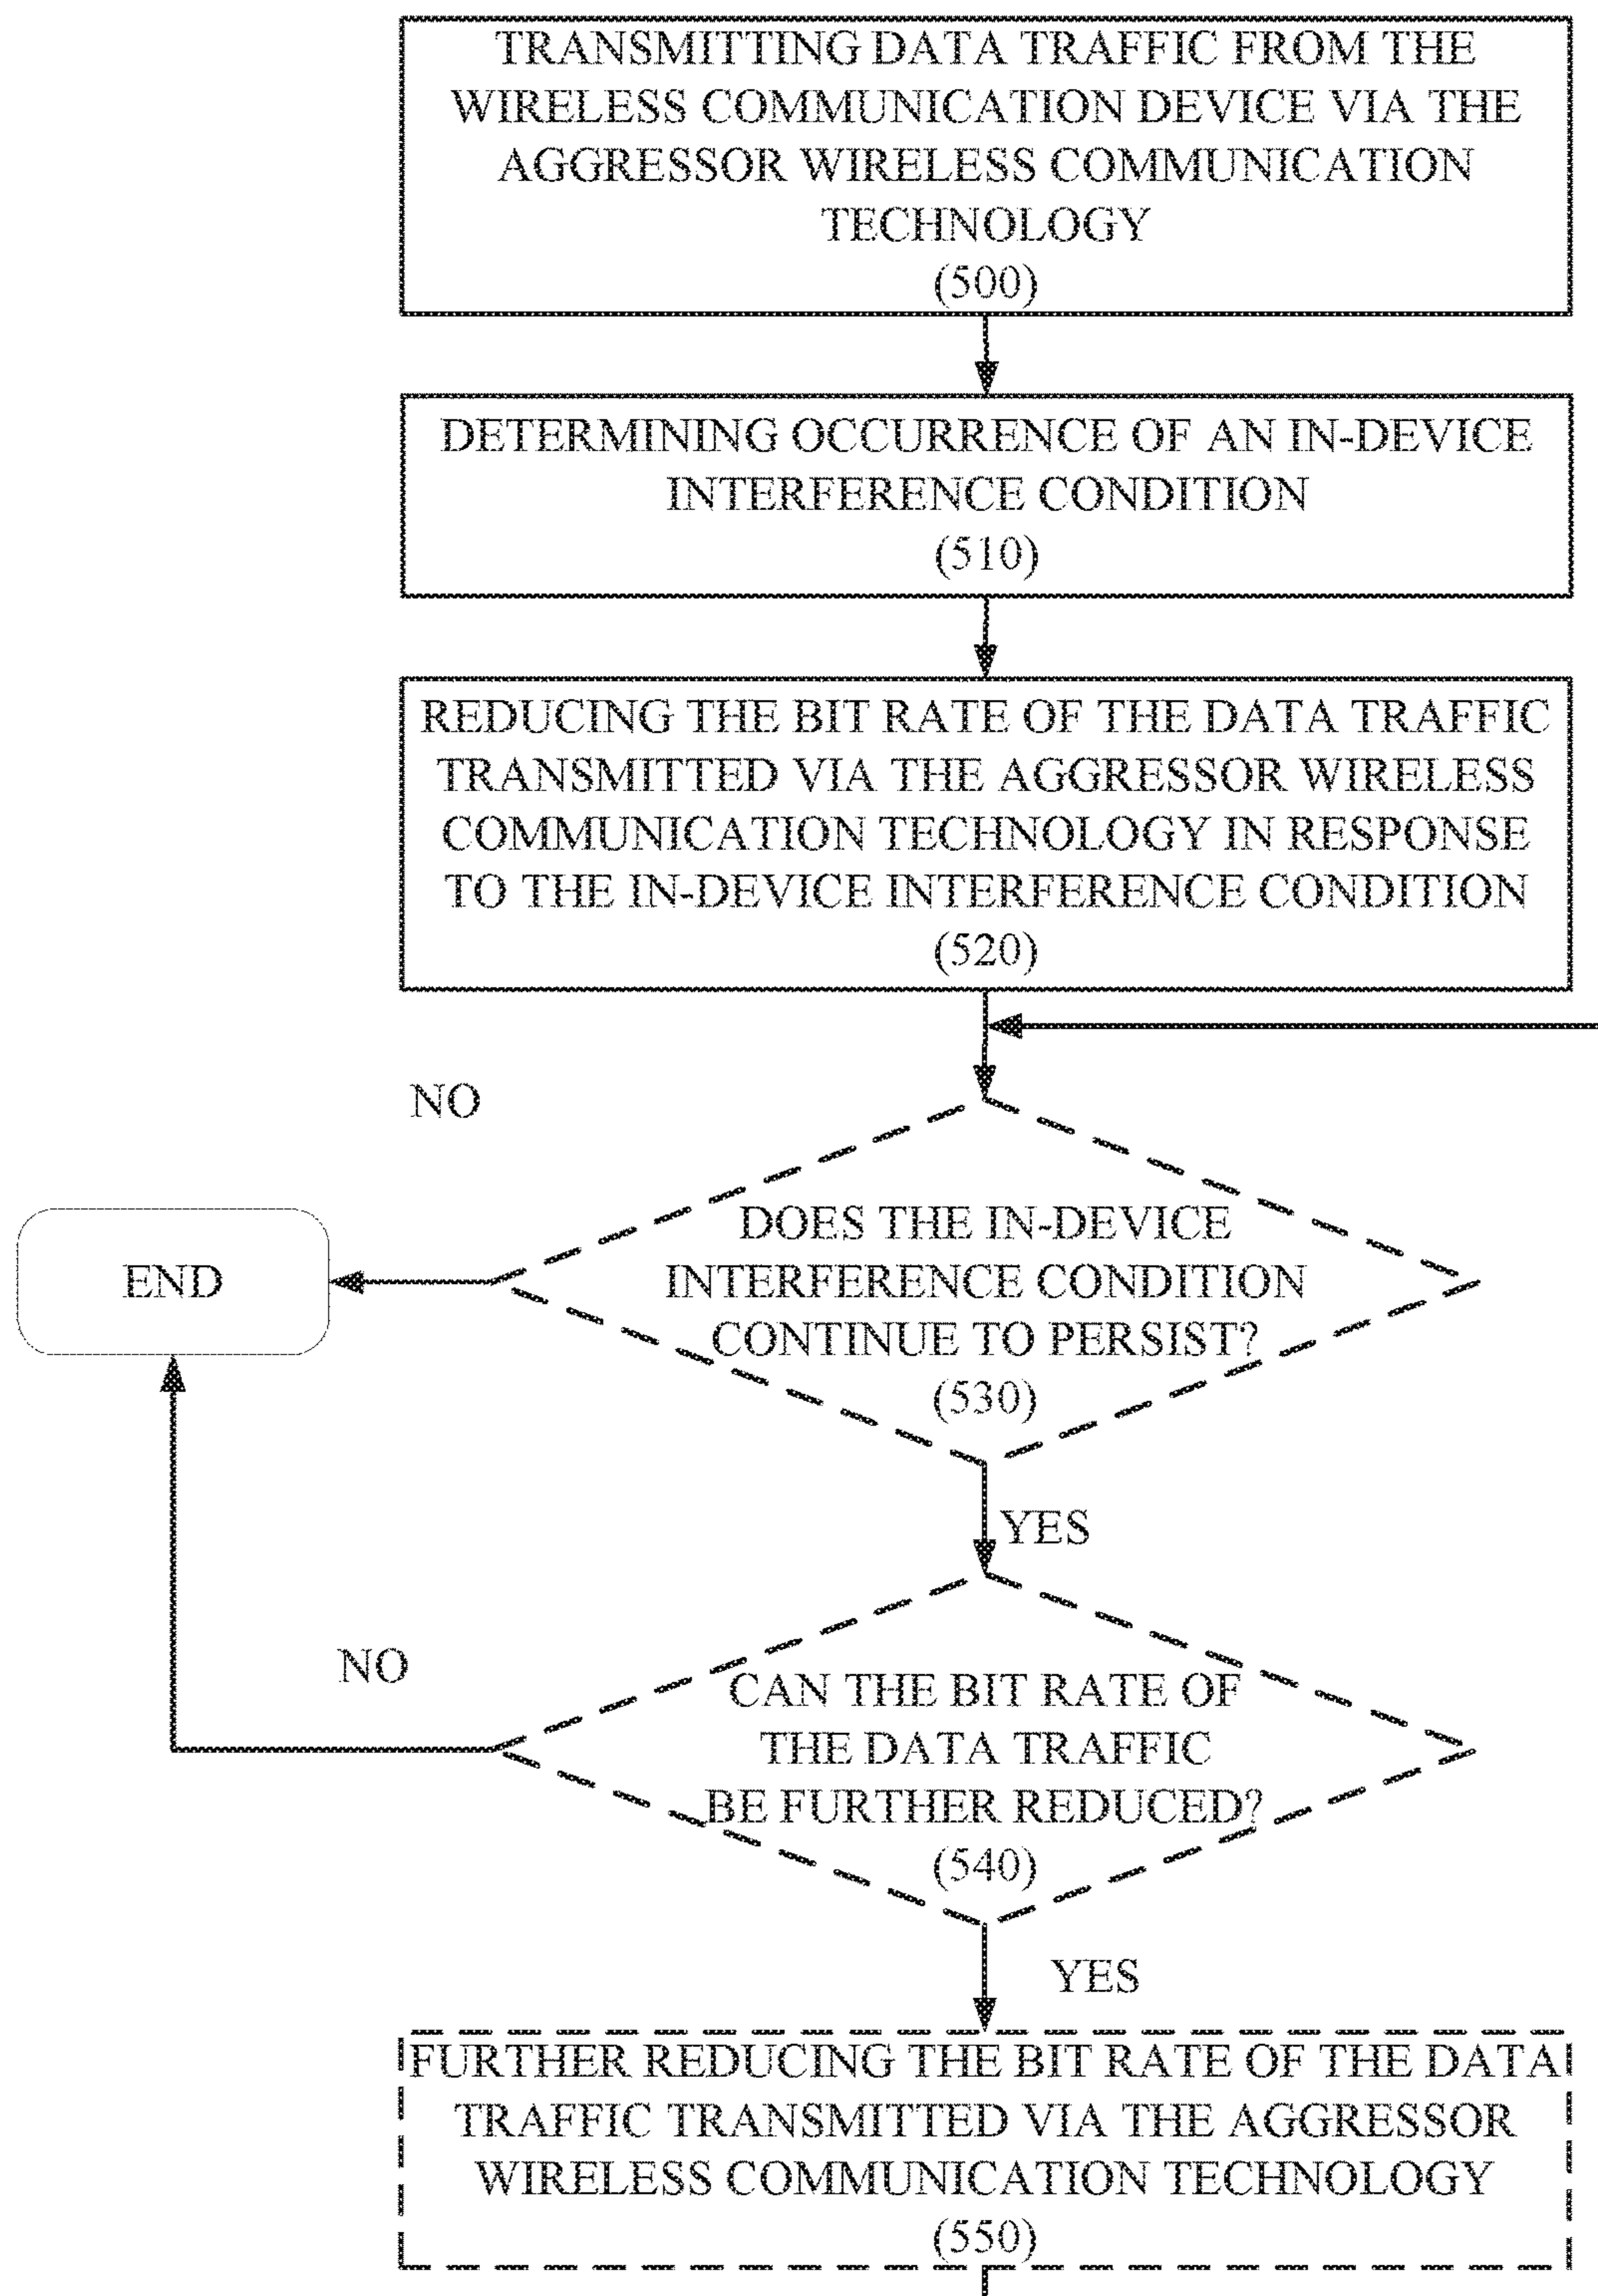 TRANSMITTING DATA TRAFFIC FROM THE
WIRELESS COMMUNICATION DEVICE VIA THE
AGGRESSOR WIRELESS COMMUNICATION
TECHNOLOGY
(500)
DETERMINING OCCURRENCE OF AN IN-DEVICE
INTERFERENCE CONDITION
(510)
REDUCING THE BIT RATE OF THE DATA TRAFFIC
TRANSMITTED VIA THE AGGRESSOR WIRELESS
COMMUNICATION TECHNOLOGY IN RESPONSE
TO THE IN-DEVICE INTERFERENCE CONDITION
(520)
NO
DOES THE IN-DEVICE
INTERFERENCE CONDITION
CONTINUE TO PERSIST?
(530)
END
YES
NO
CAN THE BIT RATE OF
THE DATA TRAFFIC
BE FURTHER REDUCED?
(540)
YES
FURTHER REDUCING THE BIT RATE OF THE DATA
TRAFFIC TRANSMITTED VIA THE AGGRESSOR
WIRELESS COMMUNICATION TECHNOLOGY
(550)